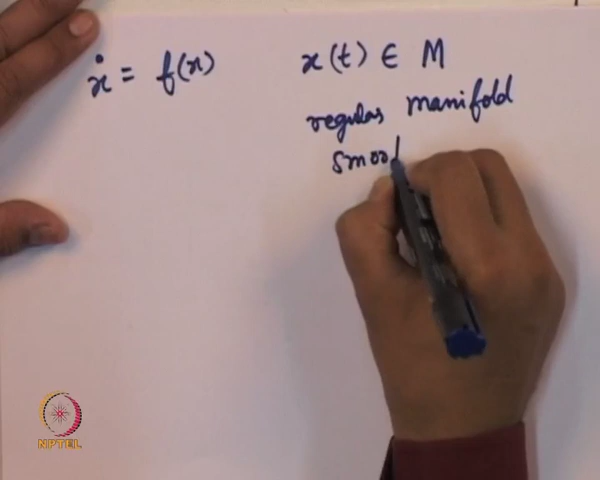 ẋ = f(x)
x(t) ∈ M
regular manifold
smoo
NPTEL